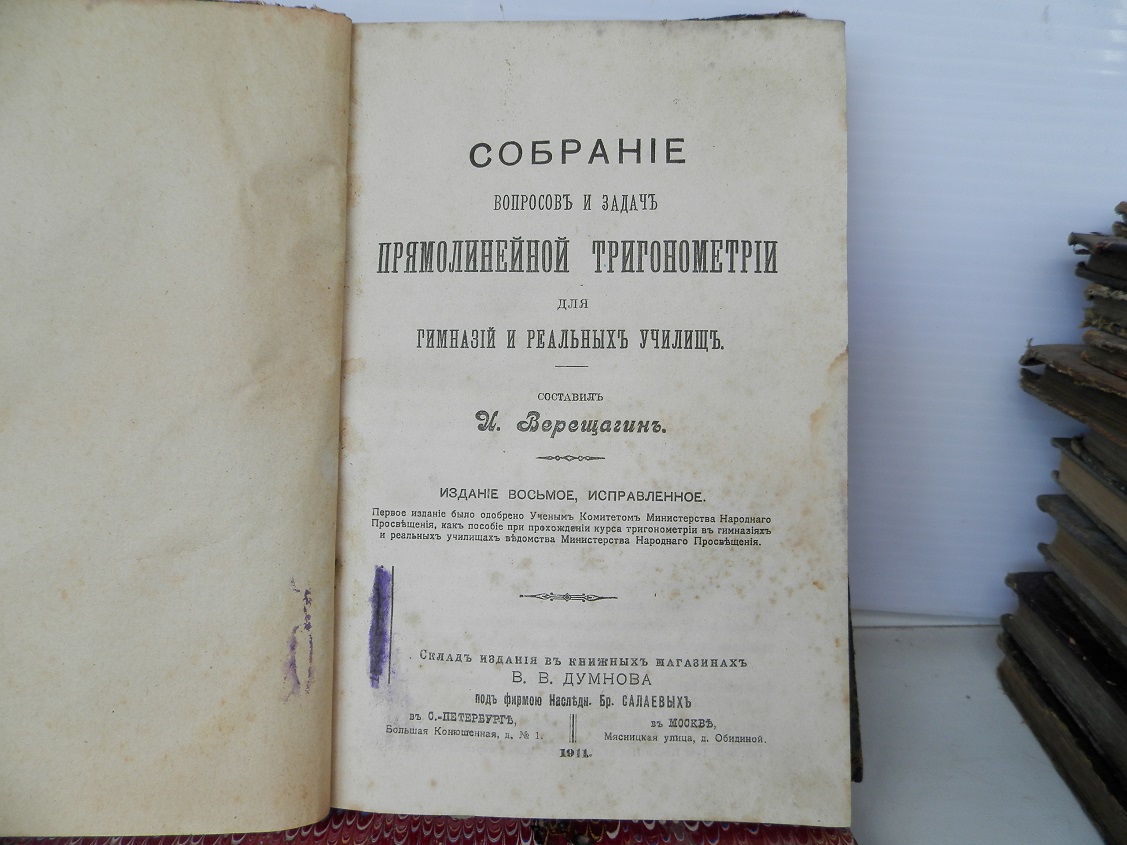 СОБРАНІЕ
ВОПРОСОВЪ И ЗАДАЧЪ
ПРЯМОЛИНЕЙНОЙ ТРИГОНОМЕТРІИ
ДЛЯ
ГИМНАЗІЙ И РЕАЛЬНЫХЪ УЧИЛИЩЪ.
СОСТАВИЛЪ
И. Верещагинъ.
ИЗДАНІЕ ВОСЬМОЕ, ИСПРАВЛЕННОЕ.
Первое изданіе было одобрено Ученымъ Комитетомъ Министерства Народнаго
Просвѣщенія, какъ пособіе при прохожденіи курса тригонометріи въ гимназіяхъ
и реальныхъ училищахъ вѣдомства Министерства Народнаго Просвѣщенія.
Складъ изданія въ книжныхъ магазинахъ
В. В. ДУМНОВА
подъ фирмою Наслѣдн. Бр. САЛАЕВЫХЪ
въ С.-ПЕТЕРБУРГѢ,
Большая Конюшенная, д. № 1.
въ МОСКВѢ,
Мясницкая улица, д. Обидиной.
1911.